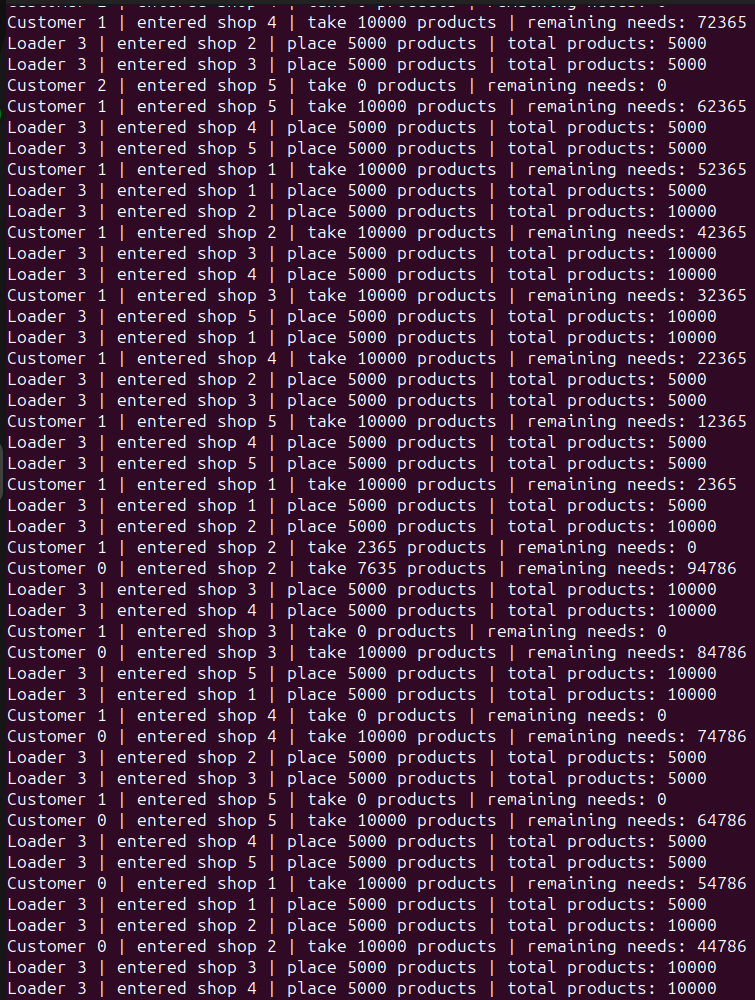 Customer 1 | entered shop 4 | take 10000 products | remaining needs: 72365
Loader 3 | entered shop 2 | place 5000 products | total products: 5000
Loader 3 | entered shop 3 | place 5000 products | total products: 5000
Customer 2 | entered shop 5 | take 0 products | remaining needs: 0
Customer 1 | entered shop 5 | take 10000 products | remaining needs: 62365
Loader 3 | entered shop 4 | place 5000 products | total products: 5000
Loader 3 | entered shop 5 | place 5000 products | total products: 5000
Customer 1 | entered shop 1 | take 10000 products | remaining needs: 52365
Loader 3 | entered shop 1 | place 5000 products | total products: 5000
Loader 3 | entered shop 2 | place 5000 products | total products: 10000
Customer 1 | entered shop 2 | take 10000 products | remaining needs: 42365
Loader 3 | entered shop 3 | place 5000 products | total products: 10000
Loader 3 | entered shop 4 | place 5000 products | total products: 10000
Customer 1 | entered shop 3 | take 10000 products | remaining needs: 32365
Loader 3 | entered shop 5 | place 5000 products | total products: 10000
Loader 3 | entered shop 1 | place 5000 products | total products: 10000
Customer 1 | entered shop 4 | take 10000 products | remaining needs: 22365
Loader 3 | entered shop 2 | place 5000 products | total products: 5000
Loader 3 | entered shop 3 | place 5000 products | total products: 5000
Customer 1 | entered shop 5 | take 10000 products | remaining needs: 12365
Loader 3 | entered shop 4 | place 5000 products | total products: 5000
Loader 3 | entered shop 5 | place 5000 products | total products: 5000
Customer 1 | entered shop 1 | take 10000 products | remaining needs: 2365
Loader 3 | entered shop 1 | place 5000 products | total products: 5000
Loader 3 | entered shop 2 | place 5000 products | total products: 10000
Customer 1 | entered shop 2 | take 2365 products | remaining needs: 0
Customer 0 | entered shop 2 | take 7635 products | remaining needs: 94786
Loader 3 | entered shop 3 | place 5000 products | total products: 10000
Loader 3 | entered shop 4 | place 5000 products | total products: 10000
Customer 1 | entered shop 3 | take 0 products | remaining needs: 0
Customer 0 | entered shop 3 | take 10000 products | remaining needs: 84786
Loader 3 | entered shop 5 | place 5000 products | total products: 10000
Loader 3 | entered shop 1 | place 5000 products | total products: 10000
Customer 1 | entered shop 4 | take 0 products | remaining needs: 0
Customer 0 | entered shop 4 | take 10000 products | remaining needs: 74786
Loader 3 | entered shop 2 | place 5000 products | total products: 5000
Loader 3 | entered shop 3 | place 5000 products | total products: 5000
Customer 1 | entered shop 5 | take 0 products | remaining needs: 0
Customer 0 | entered shop 5 | take 10000 products | remaining needs: 64786
Loader 3 | entered shop 4 | place 5000 products | total products: 5000
Loader 3 | entered shop 5 | place 5000 products | total products: 5000
Customer 0 | entered shop 1 | take 10000 products | remaining needs: 54786
Loader 3 | entered shop 1 | place 5000 products | total products: 5000
Loader 3 | entered shop 2 | place 5000 products | total products: 10000
Customer 0 | entered shop 2 | take 10000 products | remaining needs: 44786
Loader 3 | entered shop 3 | place 5000 products | total products: 10000
Loader 3 | entered shop 4 | place 5000 products | total products: 10000